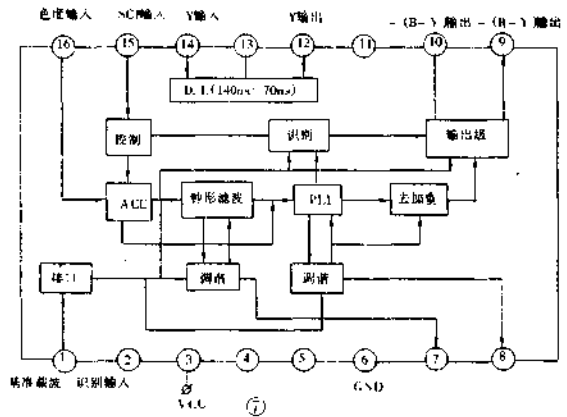 色度输入 SCP输入 Y输入 Y输出 -(B-Y)输出 -(R-Y)输出
16 15 14 13 12 11 10 9
D.L(140ns 70ns)
控制 识别 输出级
ACC 钟形滤波 PLL 去加重
接口 调谐 调谐
1 2 3 4 5 6 7 8
基准载波 识别输入 VCC GND